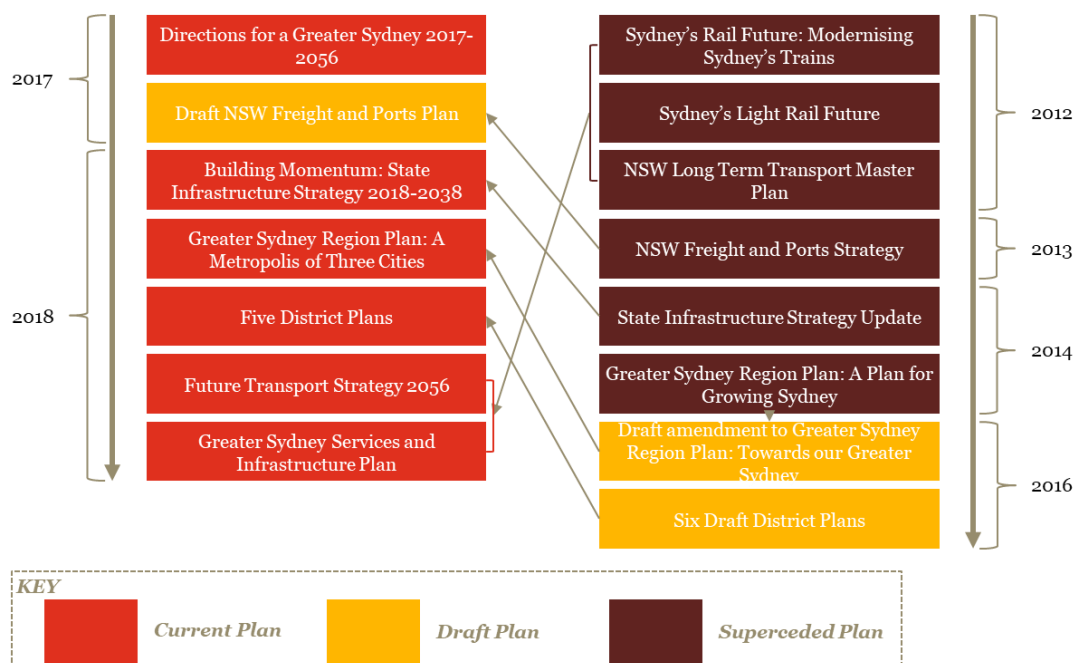 2017
Directions for a Greater Sydney 2017-
2056
Draft NSW Freight and Ports Plan
2018
Building Momentum: State
Infrastructure Strategy 2018-2038
Greater Sydney Region Plan: A
Metropolis of Three Cities
Five District Plans
Future Transport Strategy 2056
Greater Sydney Services and
Infrastructure Plan
Sydney’s Rail Future: Modernising
Sydney’s Trains
Sydney’s Light Rail Future
NSW Long Term Transport Master
Plan
2012
NSW Freight and Ports Strategy
2013
State Infrastructure Strategy Update
Greater Sydney Region Plan: A Plan for
Growing Sydney
2014
Draft amendment to Greater Sydney
Region Plan: Towards our Greater
Sydney
Six Draft District Plans
2016
KEY
Current Plan
Draft Plan
Superceded Plan